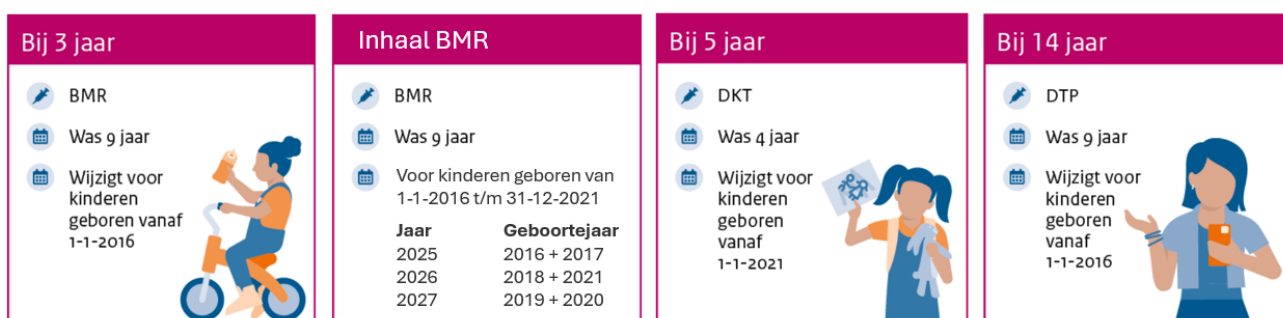 Bij 3 jaar
BMR
Was 9 jaar
Wijzigt voor
kinderen
geboren vanaf
1-1-2016
Inhaal BMR
BMR
Was 9 jaar
Voor kinderen geboren van
1-1-2016 t/m 31-12-2021
Jaar Geboortejaar
2025 2016 + 2017
2026 2018 + 2021
2027 2019 + 2020
Bij 5 jaar
DKT
Was 4 jaar
Wijzigt voor
kinderen
geboren
vanaf
1-1-2021
Bij 14 jaar
DTP
Was 9 jaar
Wijzigt voor
kinderen
geboren
vanaf
1-1-2016